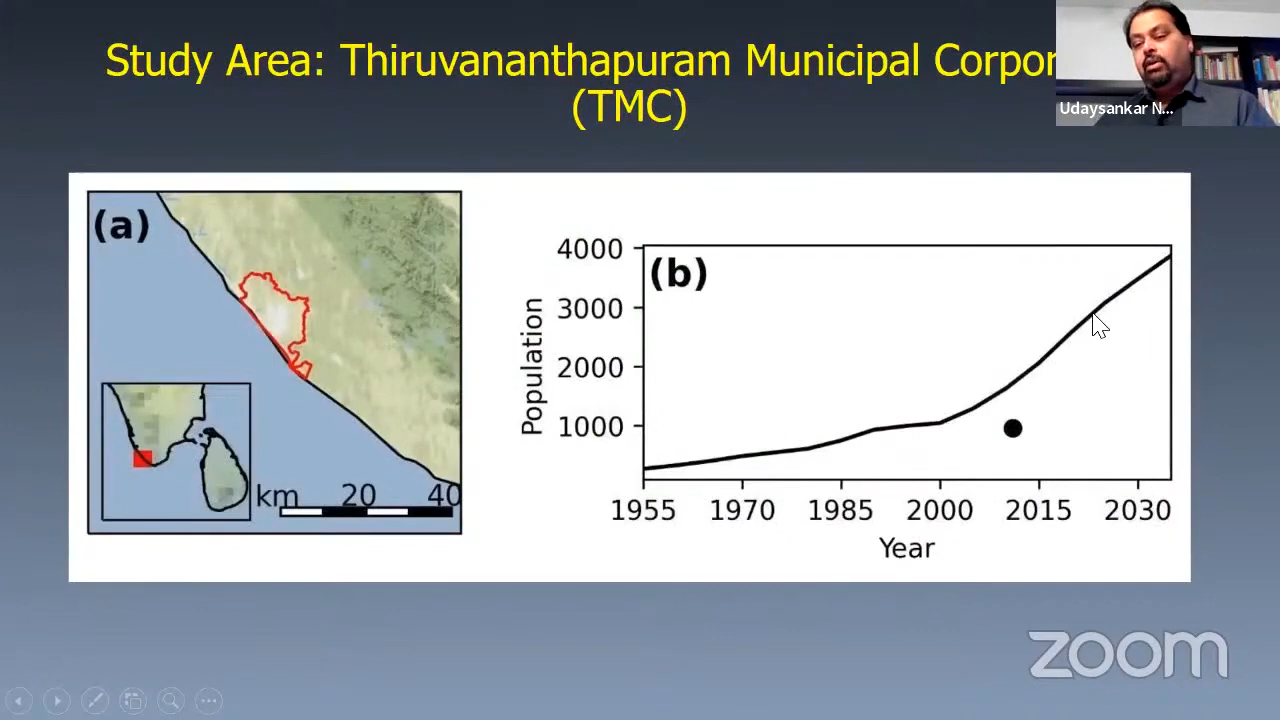 Study Area: Thiruvananthapuram Municipal Corpor
(TMC)
Udaysankar N...
(a)
km 20 40
(b)
4000
3000
2000
1000
Population
1955 1970 1985 2000 2015 2030
Year
zoom